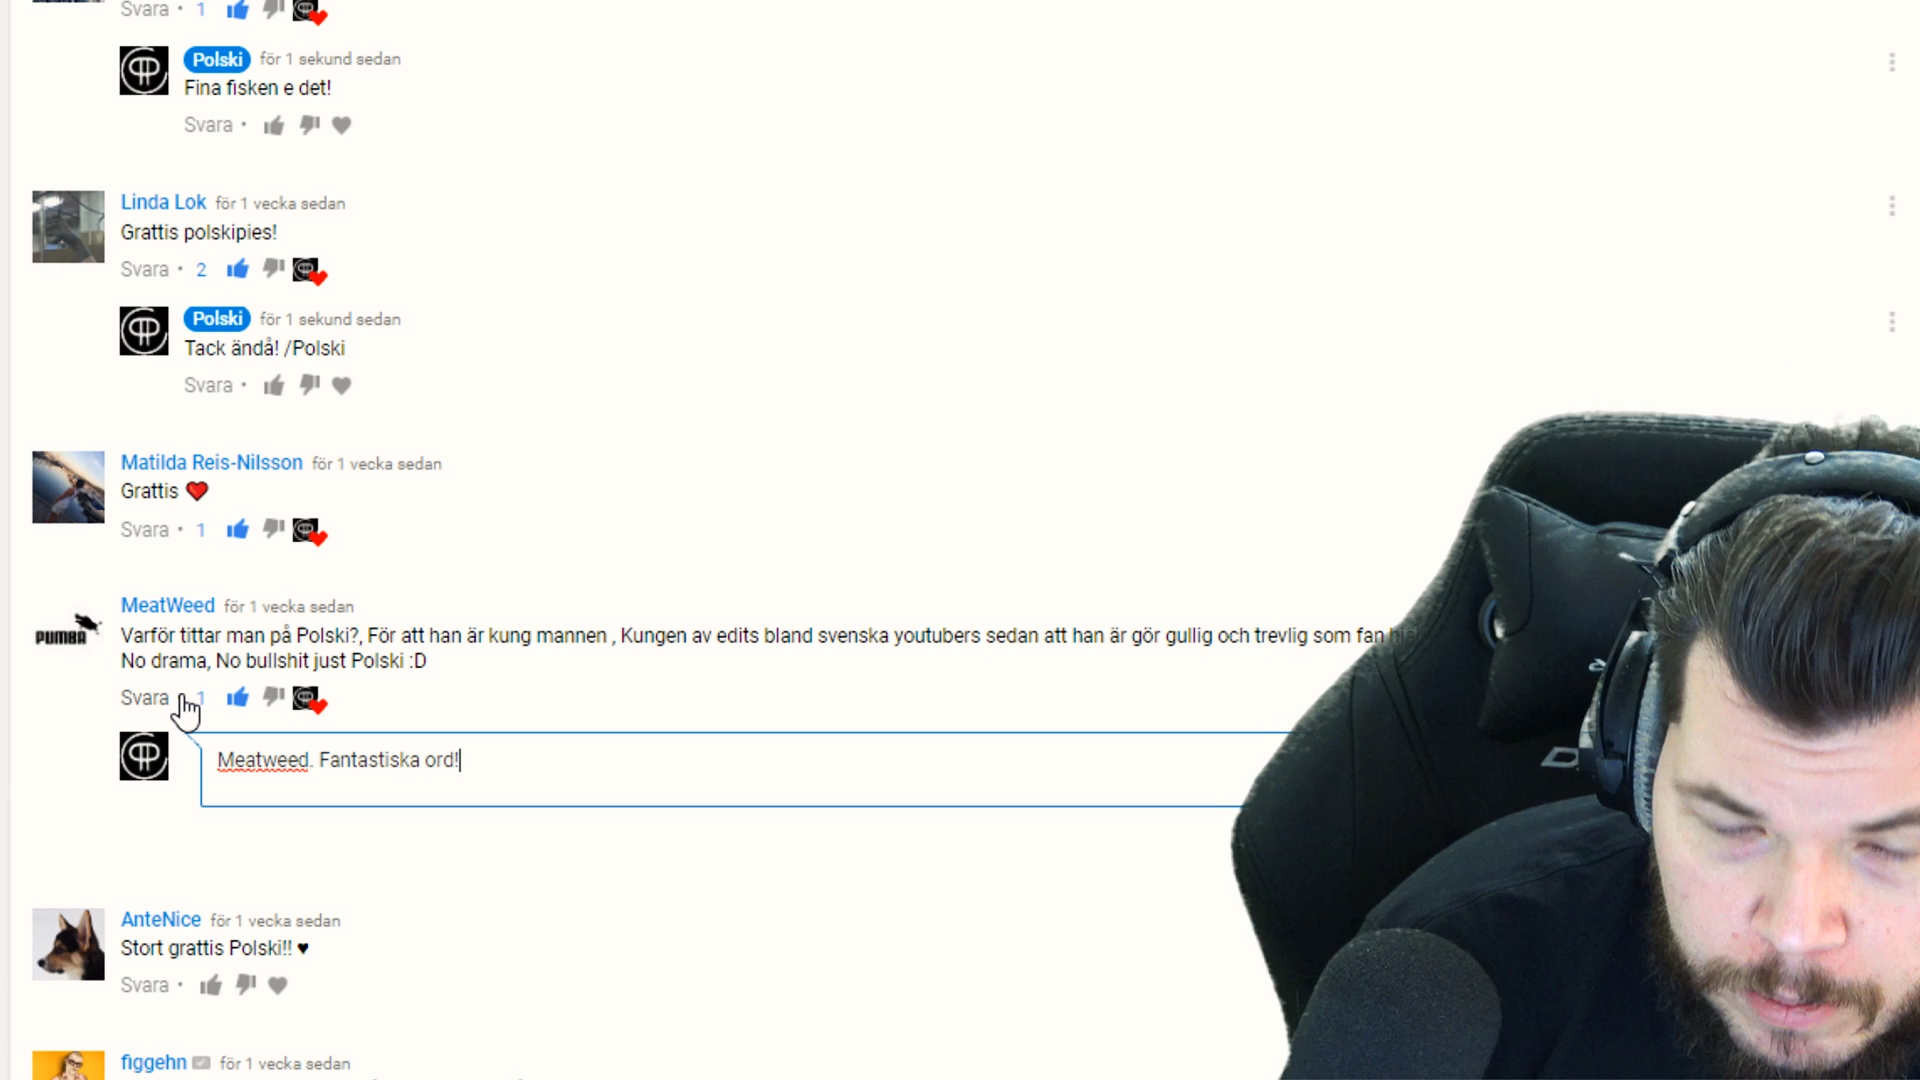 Svara • 1
Polski för 1 sekund sedan
Fina fisken e det!
Svara •
Linda Lok för 1 vecka sedan
Grattis polskipies!
Svara • 2
Polski för 1 sekund sedan
Tack ändå! /Polski
Svara •
Matilda Reis-Nilsson för 1 vecka sedan
Grattis ❤
Svara • 1
MeatWeed för 1 vecka sedan
PUMBA
Varför tittar man på Polski?, För att han är kung mannen , Kungen av edits bland svenska youtubers sedan att han är gör gullig och trevlig som fan
No drama, No bullshit just Polski :D
Svara 1
Meatweed. Fantastiska ord!
AnteNice för 1 vecka sedan
Stort grattis Polski!! ♥
Svara •
figgehn för 1 vecka sedan